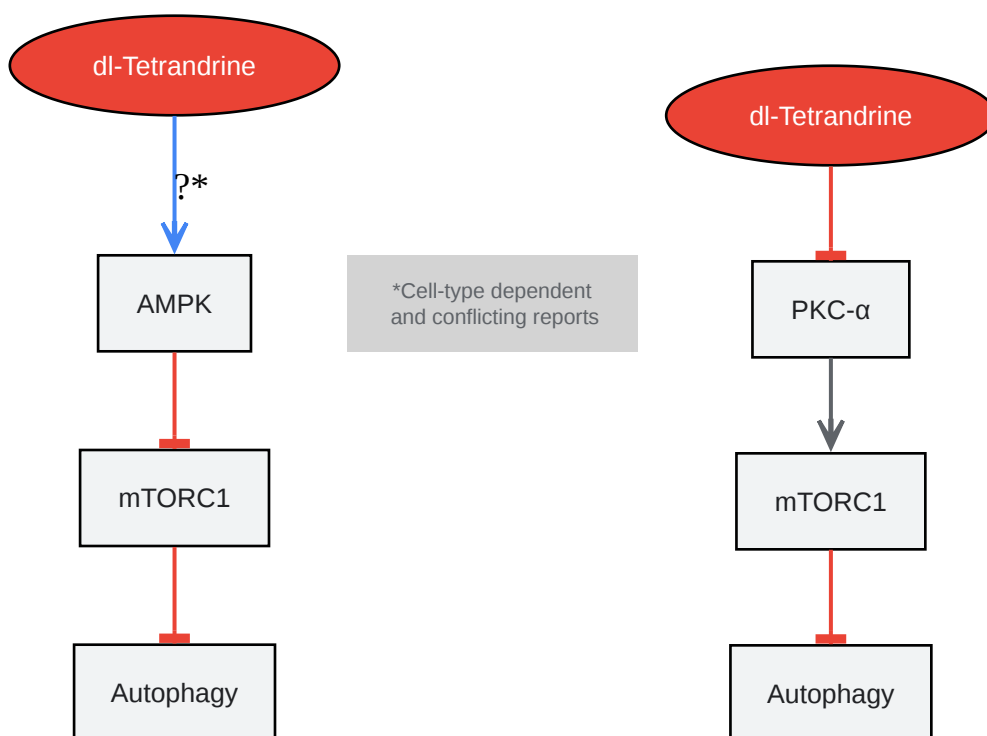 dl-Tetrandrine
?*
AMPK
mTORC1
Autophagy
*Cell-type dependent
and conflicting reports
dl-Tetrandrine
PKC-α
mTORC1
Autophagy